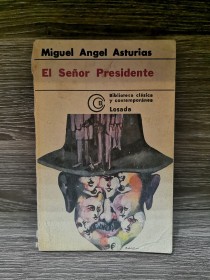 Miguel Angel Asturias
El Señor Presidente
Biblioteca clásica
y contemporánea
Losada